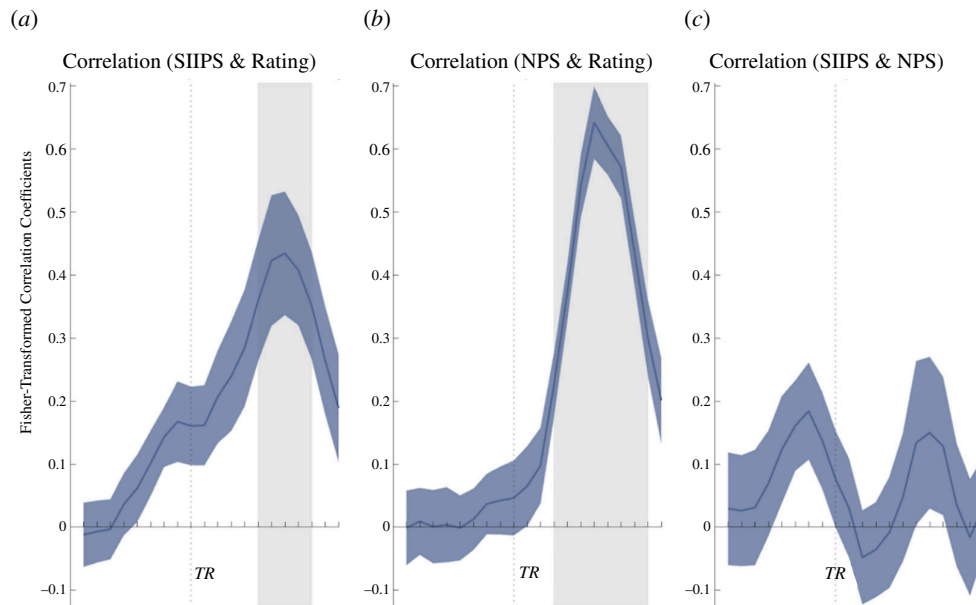 (a)
(b)
(c)
Correlation (SIIPS & Rating)
Correlation (NPS & Rating)
Correlation (SIIPS & NPS)
Fisher-Transformed Correlation Coefficients
0.7
0.6
0.5
0.4
0.3
0.2
0.1
0
–0.1
TR
0.7
0.6
0.5
0.4
0.3
0.2
0.1
0
–0.1
TR
0.7
0.6
0.5
0.4
0.3
0.2
0.1
0
–0.1
TR